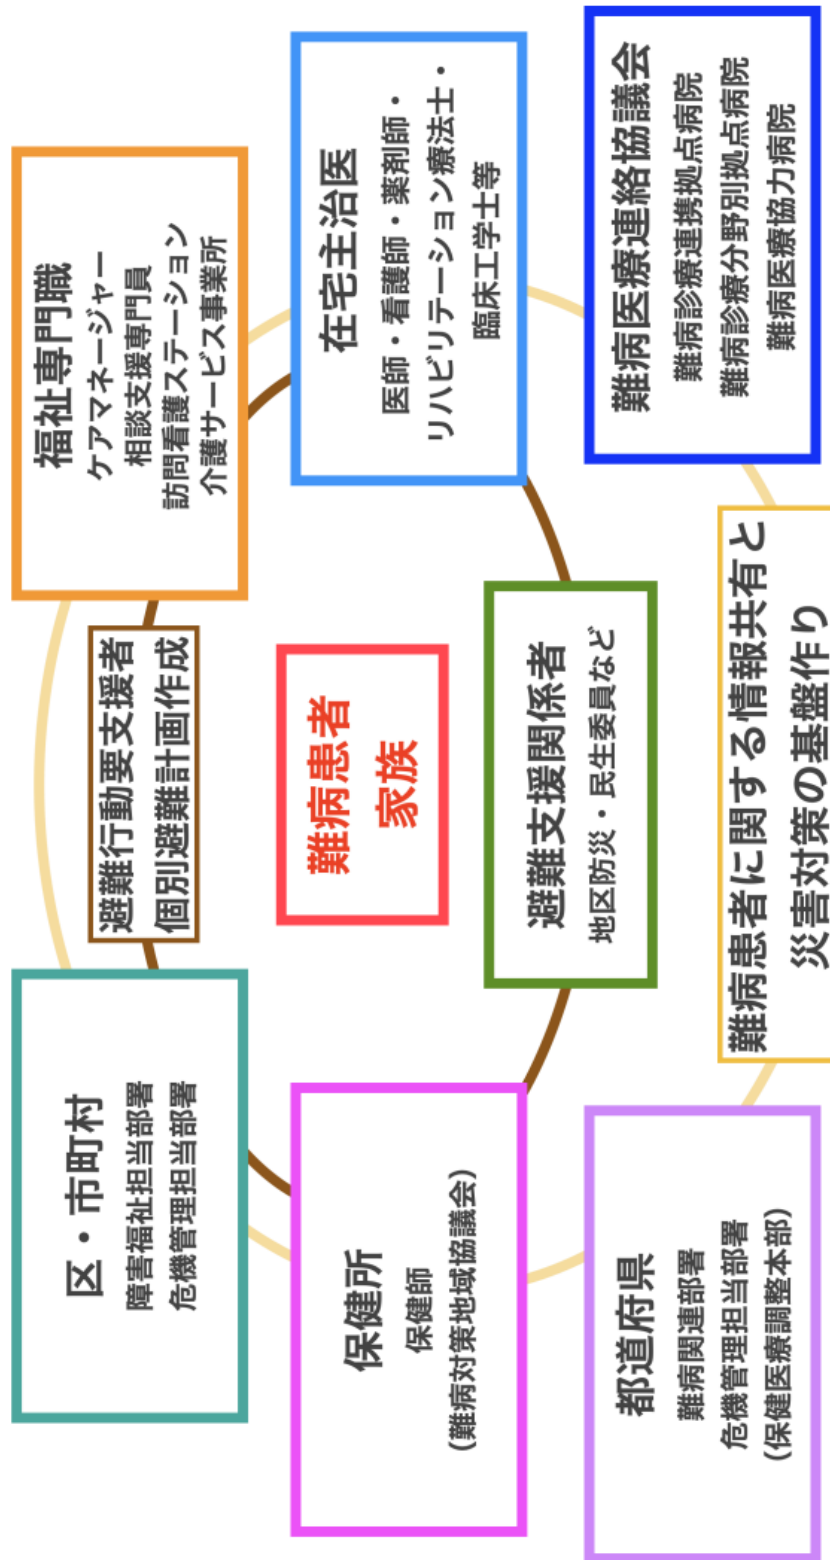 区・市町村
障害福祉担当部署
危機管理担当部署
避難行動要支援者
個別避難計画作成
福祉専門職
ケアマネージャー
相談支援専門員
訪問看護ステーション
介護サービス事業所
保健所
保健師
(難病対策地域協議会)
難病患者
家族
在宅主治医
医師・看護師・薬剤師・
リハビリテーション療法士・
臨床工学士等
避難支援関係者
地区防災・民生委員など
都道府県
難病関連部署
危機管理担当部署
(保健医療調整本部)
難病患者に関する情報共有と
災害対策の基盤作り
難病医療連絡協議会
難病診療連携拠点病院
難病診療分野別拠点病院
難病医療協力病院